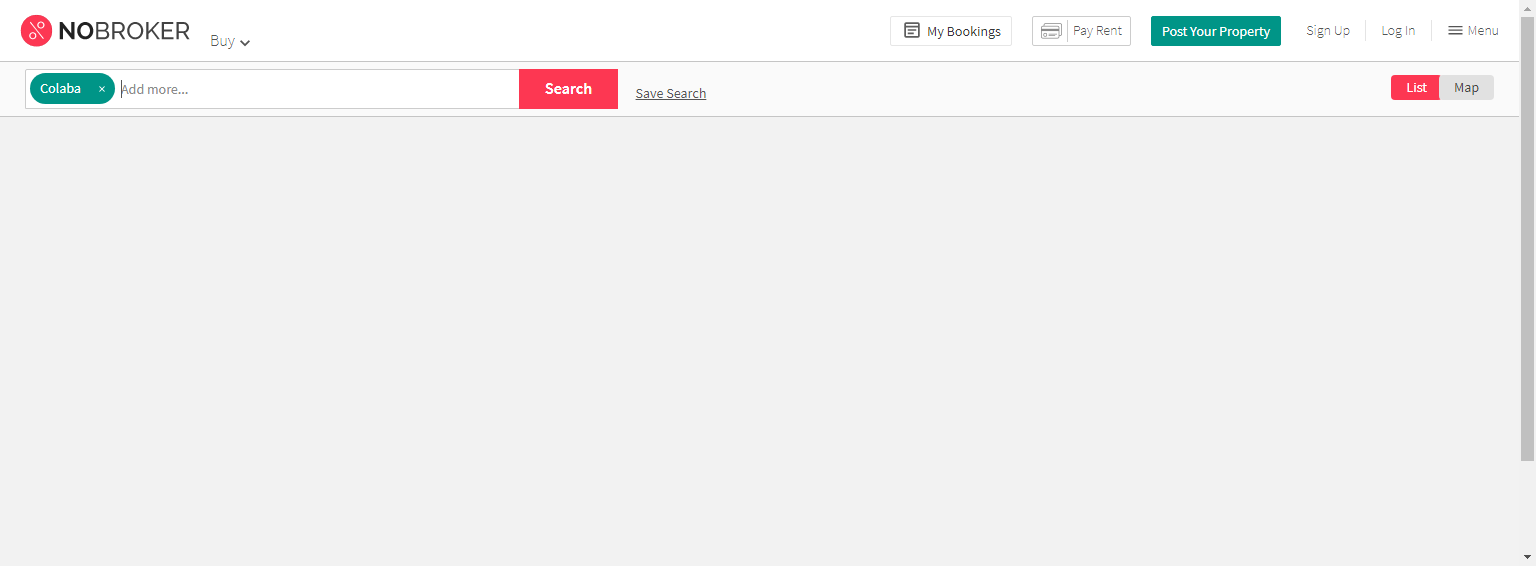 NOBROKER
Buy
My Bookings
Pay Rent
Post Your Property
Sign Up
Log In
Menu
Colaba ×
Add more...
Search
Save Search
List
Map